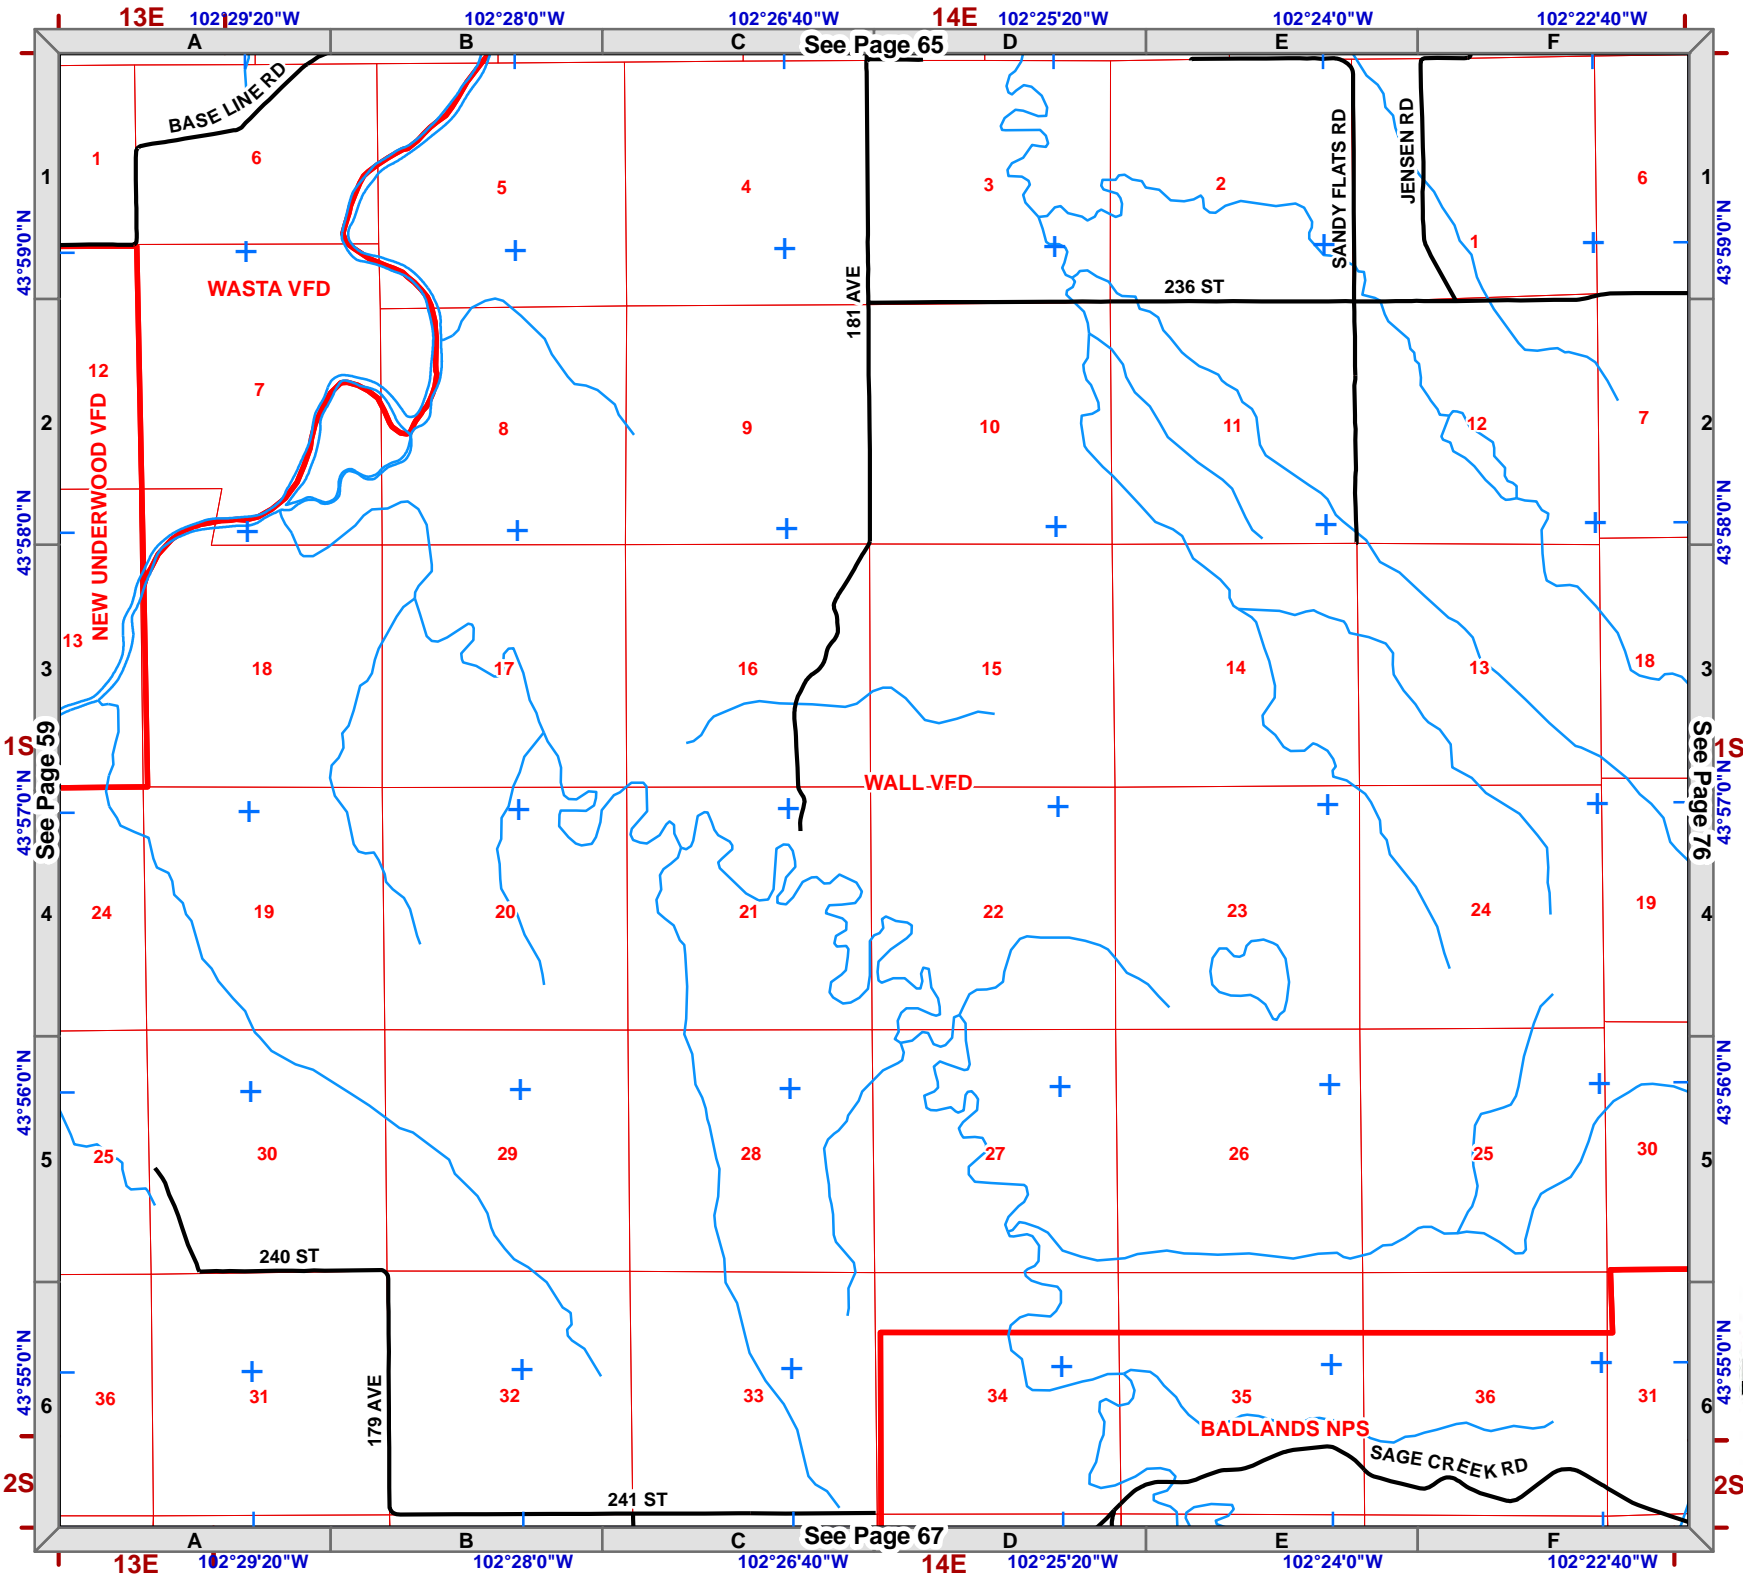 13E 102°29'20"W 102°28'0"W 102°26'40"W 14E 102°25'20"W 102°24'0"W 102°22'40"W
A B C See Page 65 D E F
BASE LINE RD
SANDY FLATS RD
JENSEN RD
1 1 6 5 4 3 2 6 1
1
43°59'0"N 43°59'0"N
WASTA VFD
236 ST
181 AVE
12 7
NEW UNDERWOOD VFD
2 8 9 10 11 12 7 2
43°58'0"N 43°58'0"N
13
3 18 17 16 15 14 13 18 3
1S See Page 59 See Page 76 1S
WALL VFD
43°57'0"N 43°57'0"N
4 24 19 20 21 22 23 24 19 4
43°56'0"N 43°56'0"N
5 25 30 29 28 27 26 25 30 5
240 ST
43°55'0"N 43°55'0"N
179 AVE
6 36 31 32 33 34 35 36 31 6
BADLANDS NPS
SAGE CREEK RD
2S 2S
241 ST
A B C See Page 67 D E F
13E 102°29'20"W 102°28'0"W 102°26'40"W 14E 102°25'20"W 102°24'0"W 102°22'40"W